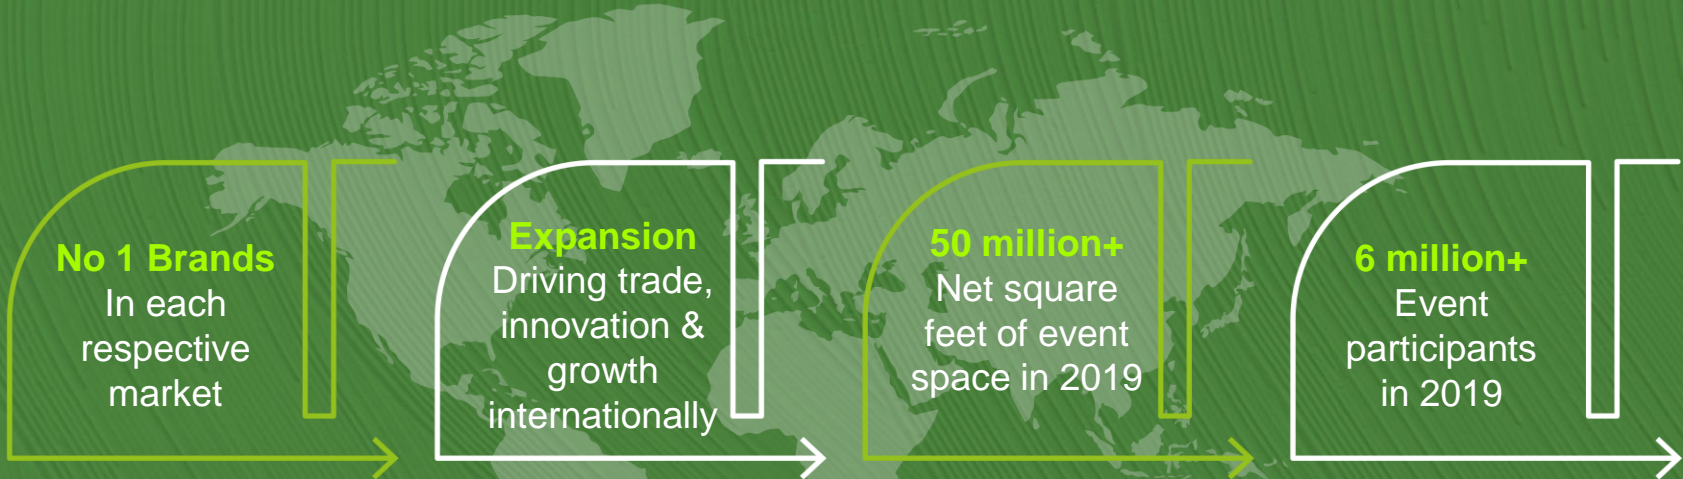 No 1 Brands
In each
respective
market
Expansion
Driving trade,
innovation &
growth
internationally
50 million+
Net square
feet of event
space in 2019
6 million+
Event
participants
in 2019